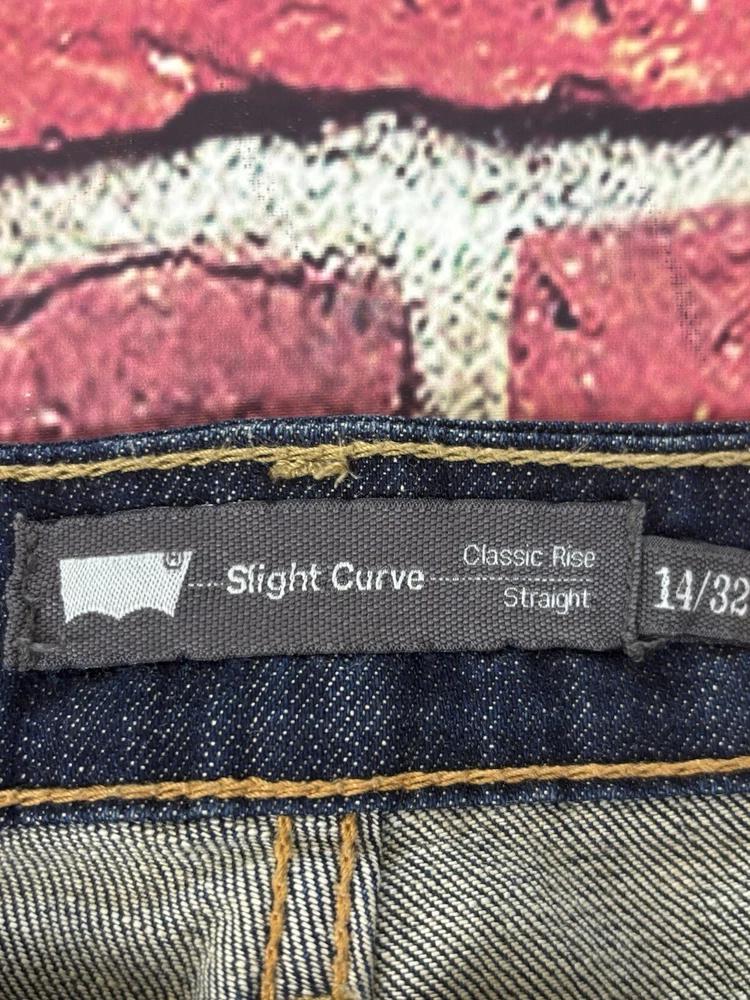 Slight Curve
Classic Rise
Straight
14/32